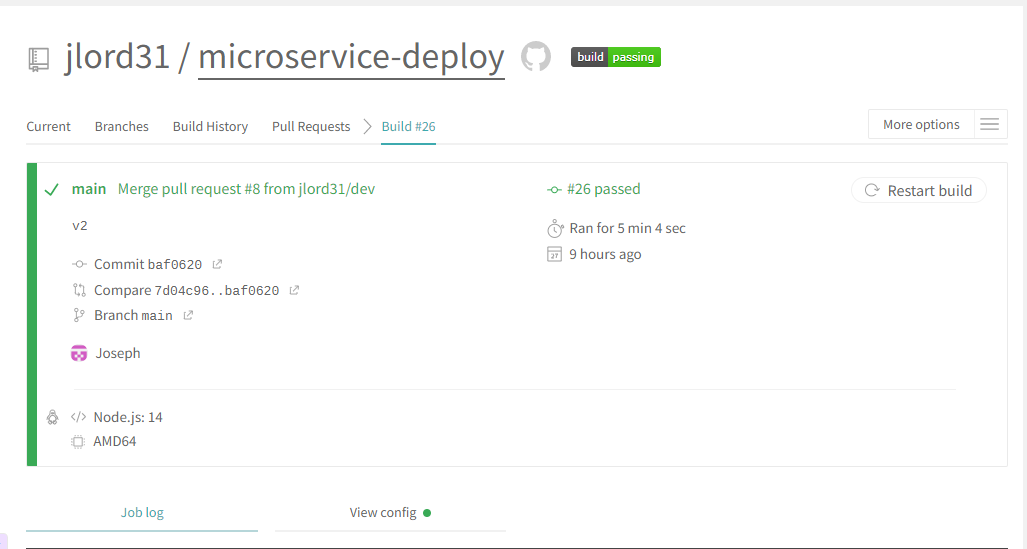 jlord31 / microservice-deploy build passing
Current Branches Build History Pull Requests Build #26 More options
main Merge pull request #8 from jlord31/dev #26 passed Restart build
v2 Ran for 5 min 4 sec
27 9 hours ago
Commit baf0620
Compare 7d04c96..baf0620
Branch main
Joseph
</> Node.js: 14
AMD64
Job log View config